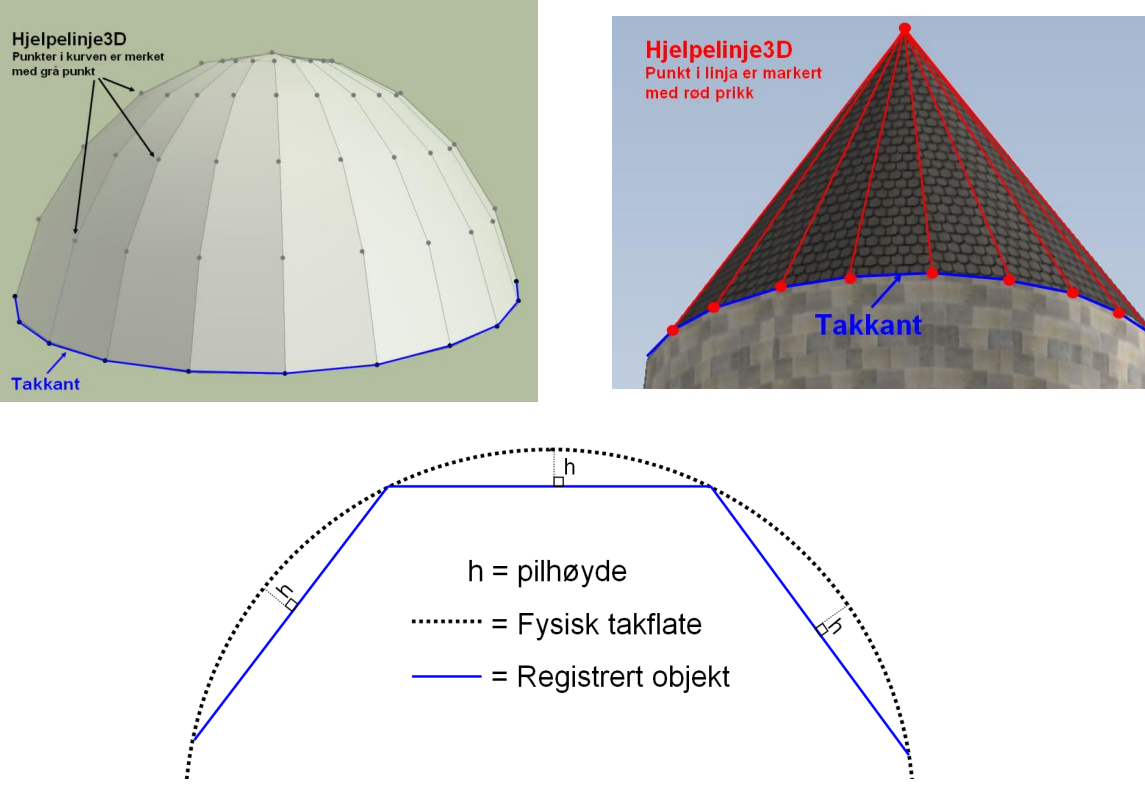 Hjelpelinje3D
Punkter i kurven er merket
med grå punkt
Takkant
Hjelpelinje3D
Punkt i linja er markert
med rød prikk
Takkant
h
h
h
h = pilhøyde
= Fysisk takflate
= Registrert objekt